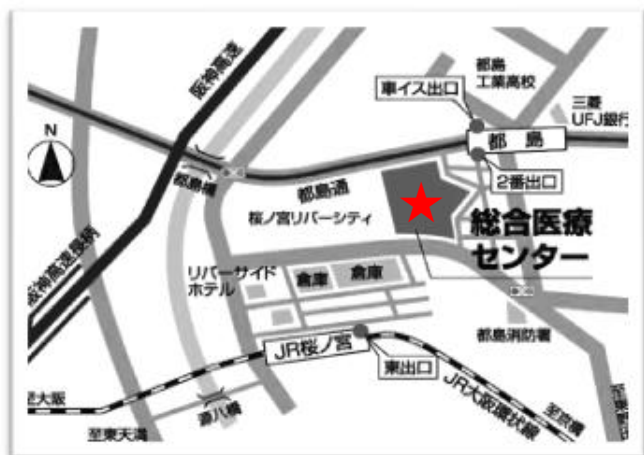 阪神高速
都島
工業高校
車イス出口
三菱
UFJ銀行
N
都島
都島橋
都島通
2番出口
桜ノ宮リバーシティ
総合医療
センター
阪神高速長柄
リバーサイド
ホテル
倉庫
倉庫
都島消防署
JR桜ノ宮
東出口
至大阪
JR大阪環状線
至京橋
源八橋
至東天満